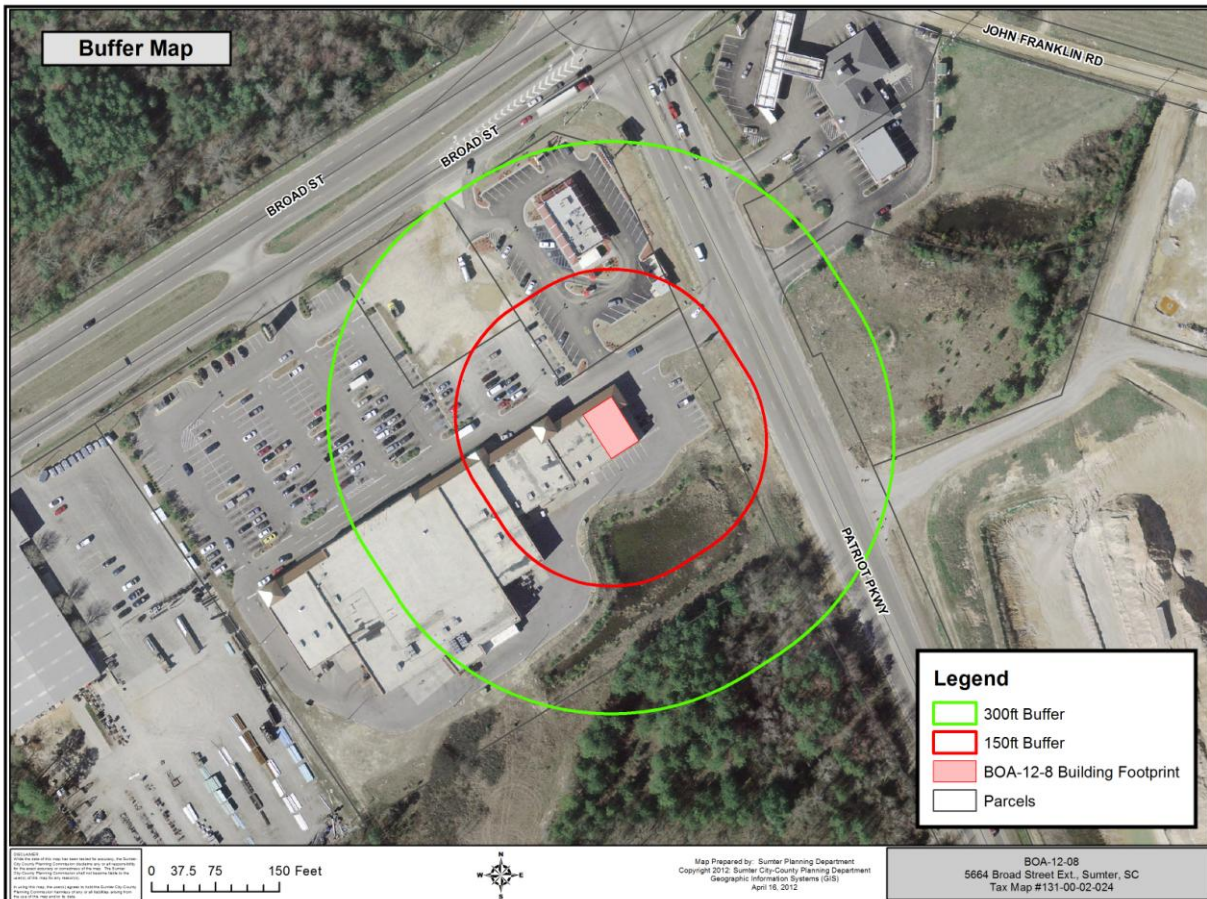 Buffer Map
JOHN FRANKLIN RD
BROAD ST
BROAD ST
PATRIOT PKWY
Legend
300ft Buffer
150ft Buffer
BOA-12-8 Building Footprint
Parcels
DISCLAIMER:
0 37.5 75 150 Feet
N
W E
S
Map Prepared by: Sumter Planning Department
Copyright 2012: Sumter City-County Planning Department
Geographic Information Systems (GIS)
April 16, 2012
BOA-12-08
5664 Broad Street Ext., Sumter, SC
Tax Map #131-00-02-024